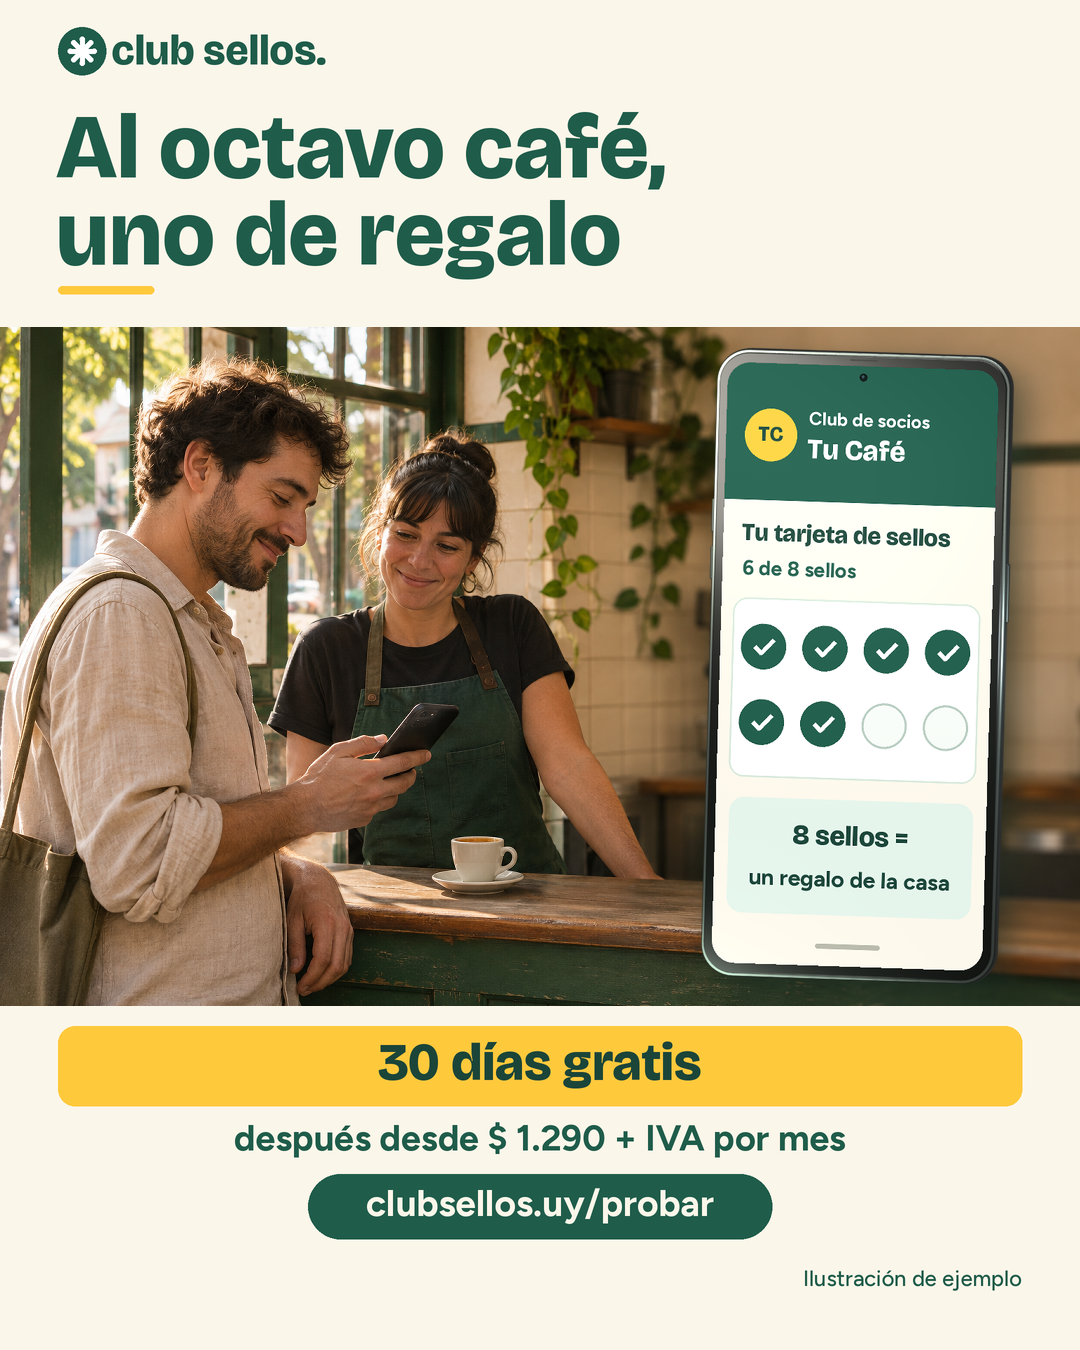 club sellos.
Al octavo café,
uno de regalo
TC
Club de socios
Tu Café
Tu tarjeta de sellos
6 de 8 sellos
8 sellos =
un regalo de la casa
30 días gratis
después desde $ 1.290 + IVA por mes
clubsellos.uy/probar
Ilustración de ejemplo